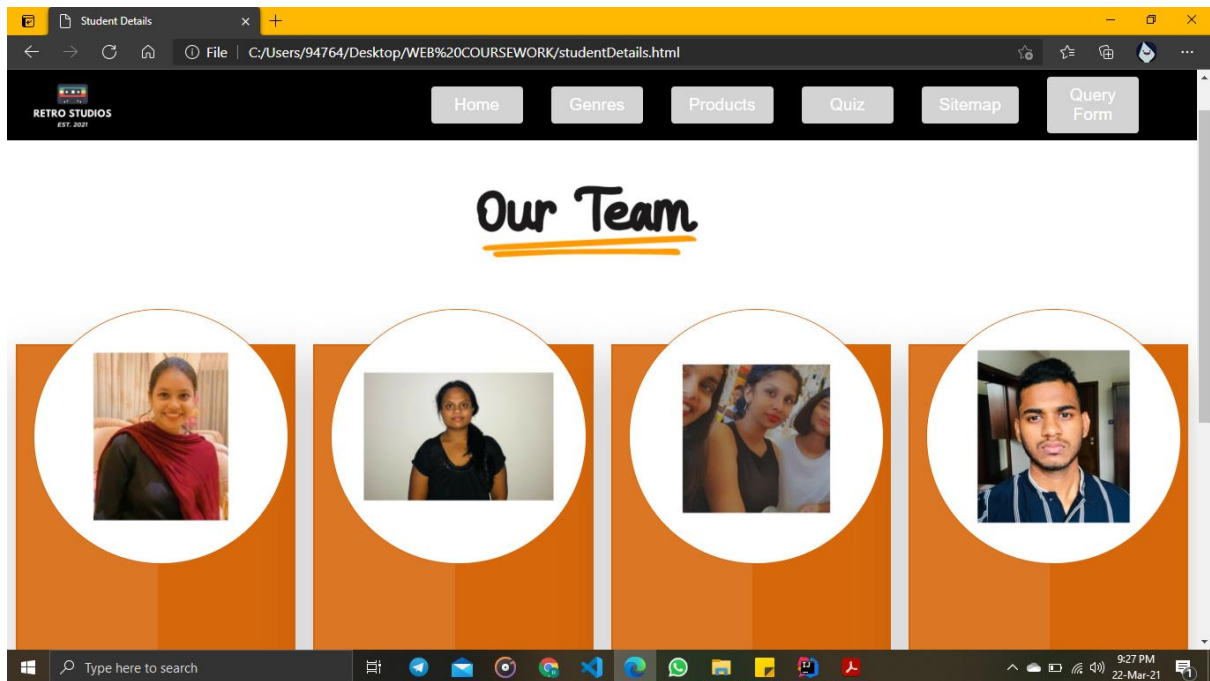 Student Details
File
C:/Users/94764/Desktop/WEB%20COURSEWORK/studentDetails.html
RETRO STUDIOS
EST. 2021
Home
Genres
Products
Quiz
Sitemap
Query
Form
Our Team
Type here to search
9:27 PM
22-Mar-21
1